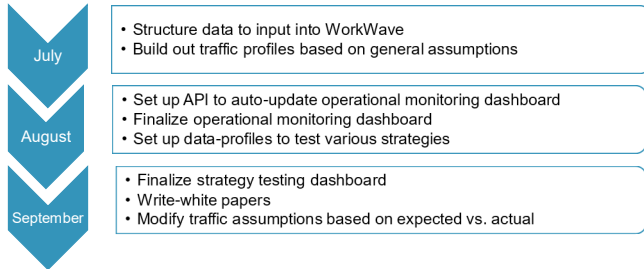 July
• Structure data to input into WorkWave
• Build out traffic profiles based on general assumptions
August
• Set up API to auto-update operational monitoring dashboard
• Finalize operational monitoring dashboard
• Set up data-profiles to test various strategies
September
• Finalize strategy testing dashboard
• Write-white papers
• Modify traffic assumptions based on expected vs. actual